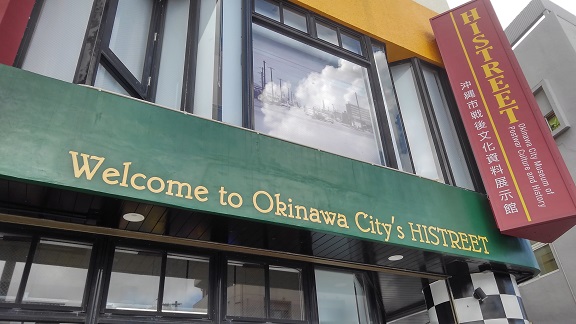 Welcome to Okinawa City's HISTREET
HISTREET
沖縄市戦後文化資料展示館
Okinawa City Museum of
Postwar Culture and History